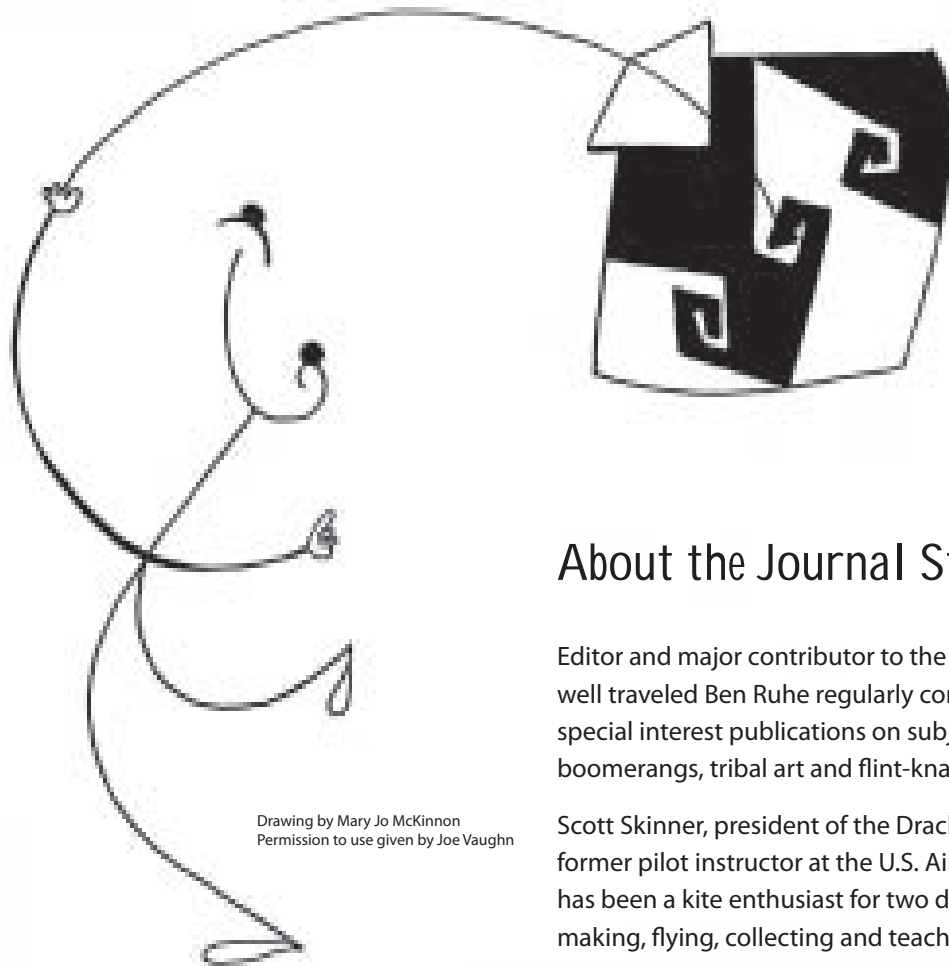 About the Journal
Editor and major contributor to the
well traveled Ben Ruhe regularly
special interest publications on
boomerangs, tribal art and
Scott Skinner, president of the
former pilot instructor at the U.S.
has been a kite enthusiast for two
making, flying, collecting and
Drawing by Mary Jo McKinnon
Permission to use given by Joe Vaughn